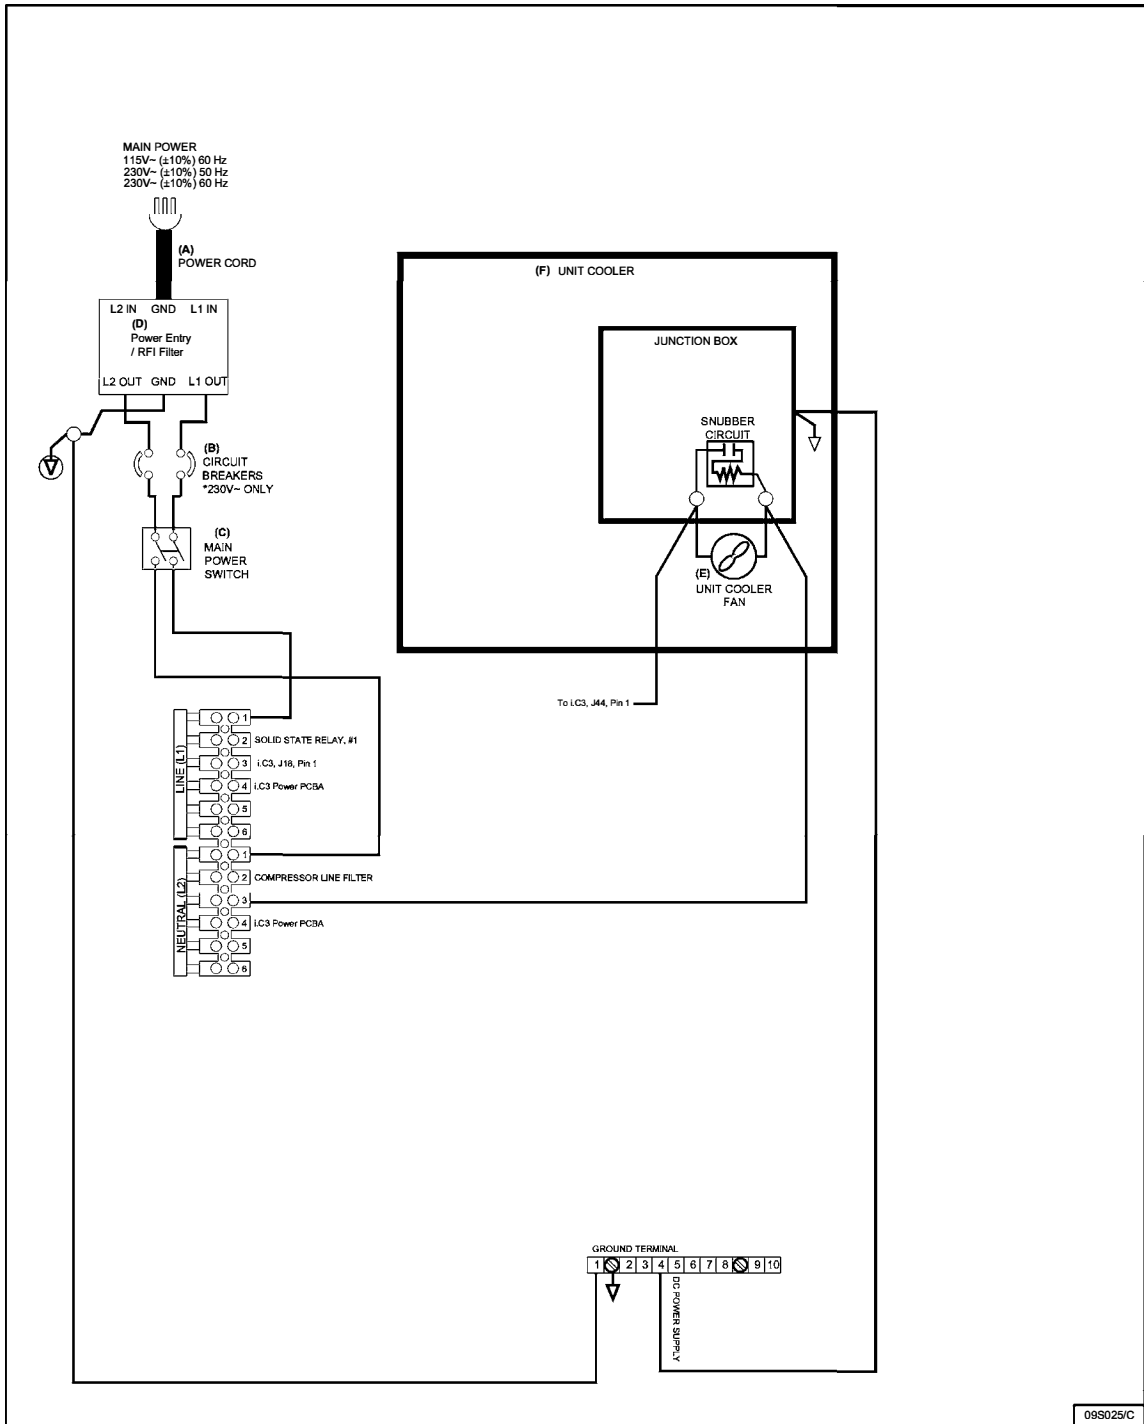 MAIN POWER
115V~ (±10%) 60 Hz
230V~ (±10%) 50 Hz
230V~ (±10%) 60 Hz
(A)
POWER CORD
L2 IN GND L1 IN
(D)
Power Entry
/ RFI Filter
L2 OUT GND L1 OUT
(B)
CIRCUIT
BREAKERS
*230V~ ONLY
(C)
MAIN
POWER
SWITCH
(F) UNIT COOLER
JUNCTION BOX
SNUBBER
CIRCUIT
(E)
UNIT COOLER
FAN
To i.C3, J44, Pin 1
LINE (L1)
1
2 SOLID STATE RELAY, #1
3 i.C3, J18, Pin 1
4 i.C3 Power PCBA
5
6
NEUTRAL (L2)
1
2 COMPRESSOR LINE FILTER
3
4 i.C3 Power PCBA
5
6
GROUND TERMINAL
1 2 3 4 5 6 7 8 9 10
DC POWER SUPPLY
09S025/C